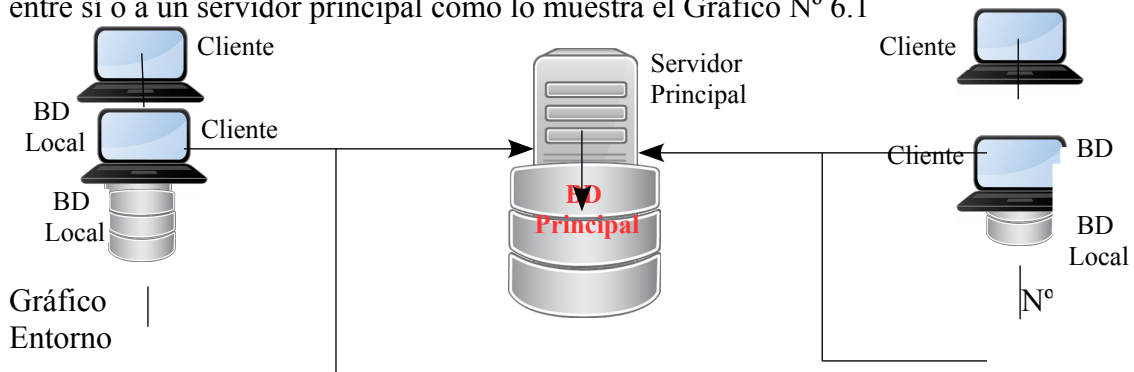 entre sí o a un servidor principal como lo muestra el Gráfico Nº 6.1
Cliente
Cliente
Servidor
Principal
BD
Local
Cliente
Cliente
BD
BD
Local
BD
Principal
BD
Local
Gráfico
Nº
Entorno